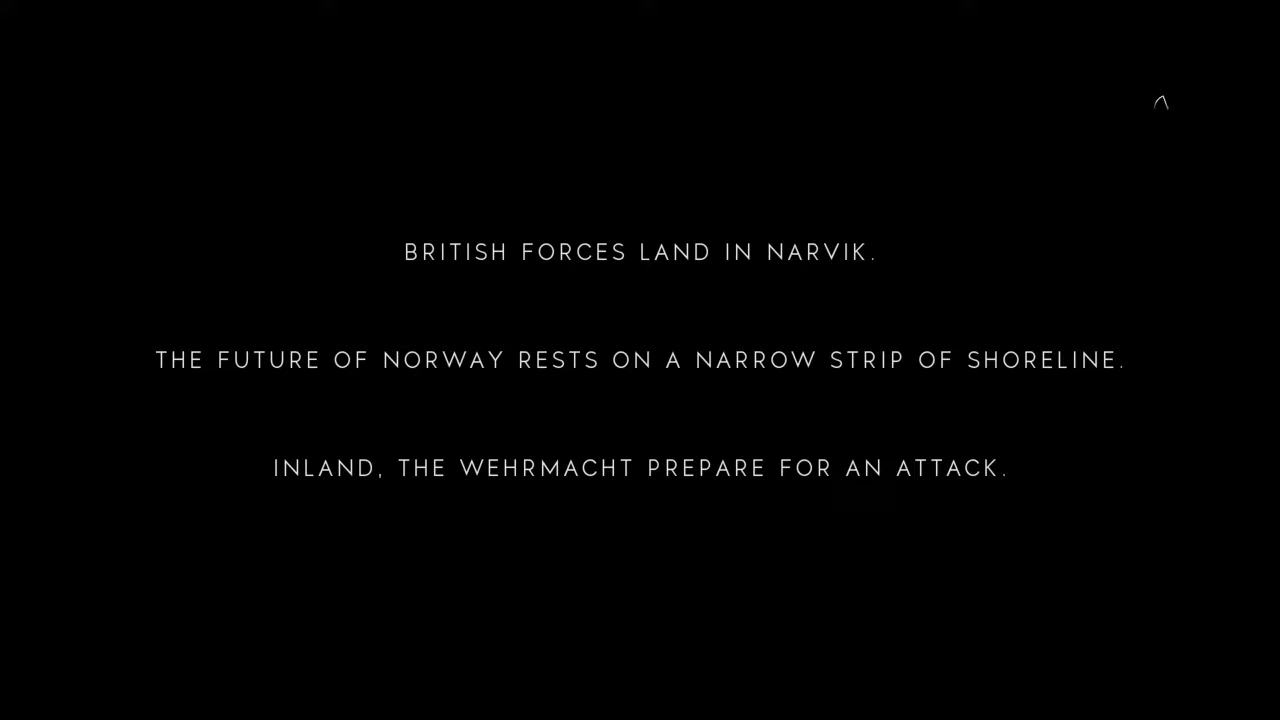 BRITISH FORCES LAND IN NARVIK.
THE FUTURE OF NORWAY RESTS ON A NARROW STRIP OF SHORELINE.
INLAND, THE WEHRMACHT PREPARE FOR AN ATTACK.